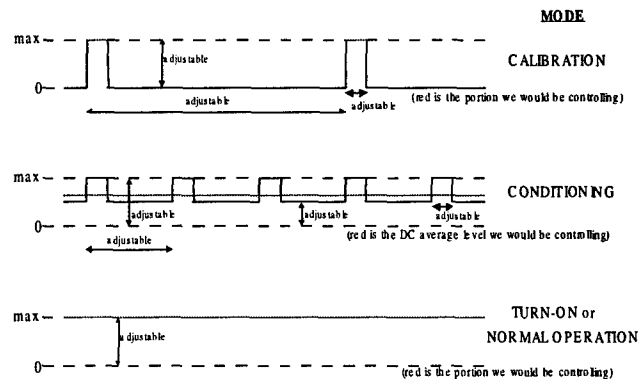 MODE
max
adjustable
CALIBRATION
0
adjustable
adjustable
(red is the portion we would be controlling)
max
CONDITIONING
adjustable
adjustable
adjustable
0
(red is the DC average level we would be controlling)
adjustable
max
TURN-ON or
NORMAL OPERATION
adjustable
0
(red is the portion we would be controlling)